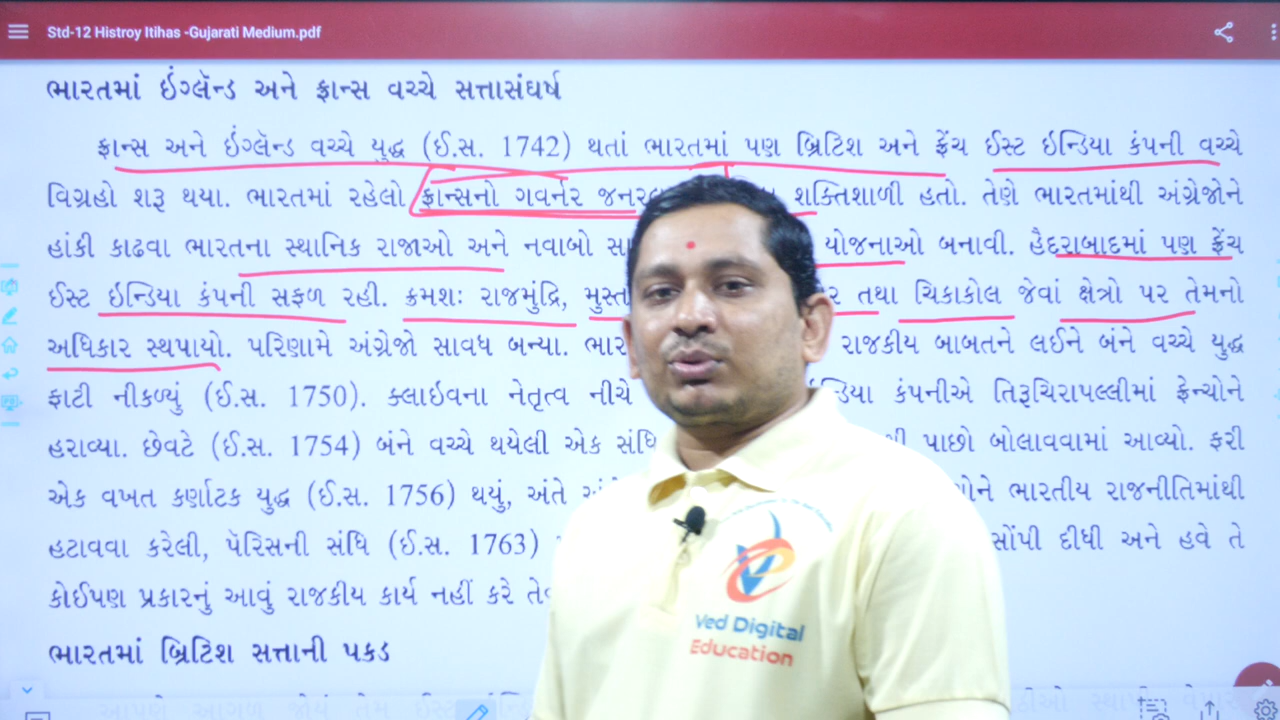 Std-12 Histroy Itihas -Gujarati Medium.pdf
ભારતમાં ઇંગ્લૅન્ડ અને ફ્રાન્સ વચ્ચે સત્તાસંઘર્ષ
ફ્રાન્સ અને ઇંગ્લૅન્ડ વચ્ચે યુદ્ધ (ઈ.સ. 1742) થતાં ભારતમાં પણ બ્રિટિશ અને ફ્રેંચ ઈસ્ટ ઇન્ડિયા કંપની વચ્ચે
વિગ્રહો શરૂ થયા. ભારતમાં રહેલો ફ્રાન્સનો ગવર્નર શક્તિશાળી હતો. તેણે ભારતમાંથી અંગ્રેજોને
હાંકી કાઢવા ભારતના સ્થાનિક રાજાઓ અને નવાબો યોજનાઓ બનાવી. હૈદરાબાદમાં પણ ફ્રેંચ
ઈસ્ટ ઇન્ડિયા કંપની સફળ રહી. ક્રમશઃ રાજમુંદ્રિ, તથા ચિકાકોલ જેવાં ક્ષેત્રો પર તેમનો
અધિકાર સ્થપાયો. પરિણામે અંગ્રેજો સાવધ બન્યા. રાજકીય બાબતને લઈને બંને વચ્ચે યુદ્ધ
ફાટી નીકળ્યું (ઈ.સ. 1750). ક્લાઇવના નેતૃત્વ નીચે કંપનીએ તિરૂચિરાપલ્લીમાં ફ્રેન્ચોને
હરાવ્યા. છેવટે (ઈ.સ. 1754) બંને વચ્ચે થયેલી એક પાછો બોલાવવામાં આવ્યો. ફરી
એક વખત કર્ણાટક યુદ્ધ (ઈ.સ. 1756) થયું, અંતે ભારતીય રાજનીતિમાંથી
હટાવવા કરેલી, પૅરિસની સંધિ (ઈ.સ. 1763) સોંપી દીધી અને હવે તે
કોઈપણ પ્રકારનું આવું રાજકીય કાર્ય નહીં કરે
ભારતમાં બ્રિટિશ સત્તાની પકડ
Ved Digital
Education